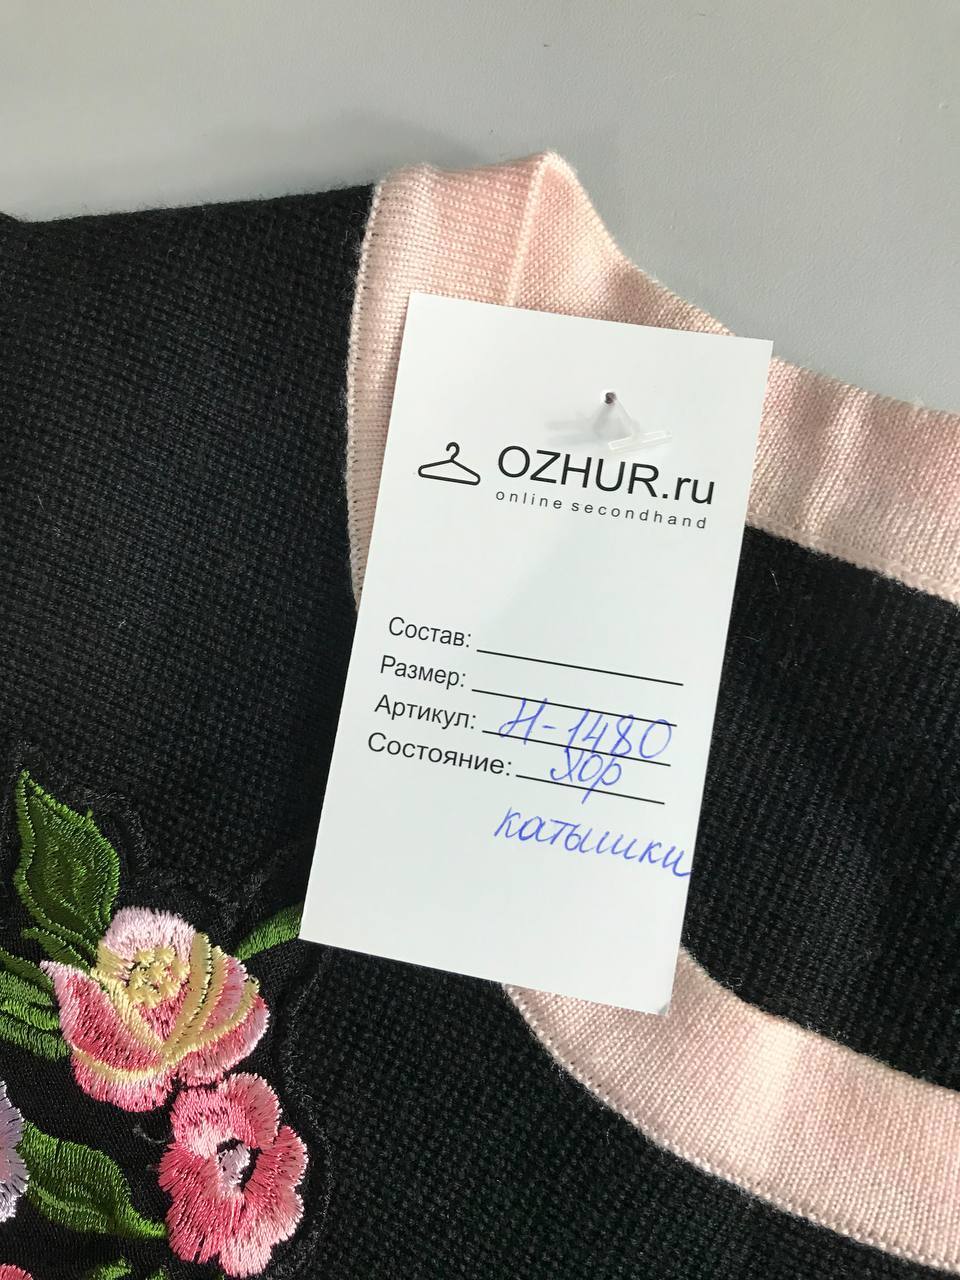 OZHUR.ru
online secondhand
Состав:
Размер:
Артикул: Н-1480
Состояние: хор
катышки